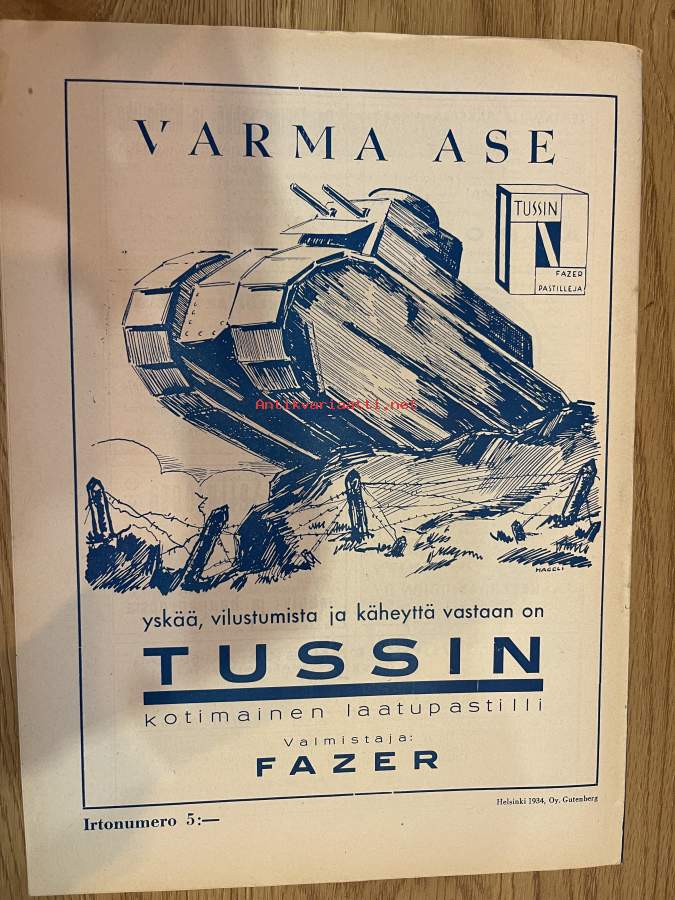 VARMA ASE
TUSSIN
FAZER
PASTILLEJA
Antikvariaatti.net
HAGELI
yskää, vilustumista ja käheyttä vastaan on
TUSSIN
kotimainen laatupastilli
Valmistaja:
FAZER
Helsinki 1934, Oy. Gutenberg
Irtonumero 5:—